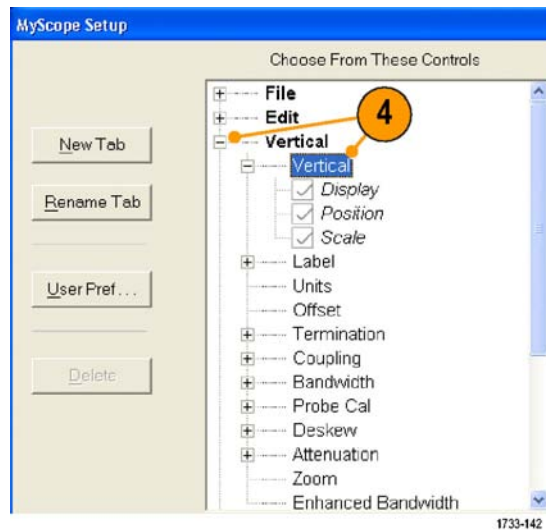 MyScope Setup
Choose From These Controls
File
Edit
4
Vertical
New Tab
Vertical
Display
Rename Tab
Position
Scale
Label
User Pref...
Units
Offset
Termination
Delete
Coupling
Bandwidth
Probe Cal
Deskew
Attenuation
Zoom
Enhanced Bandwidth
1733-142